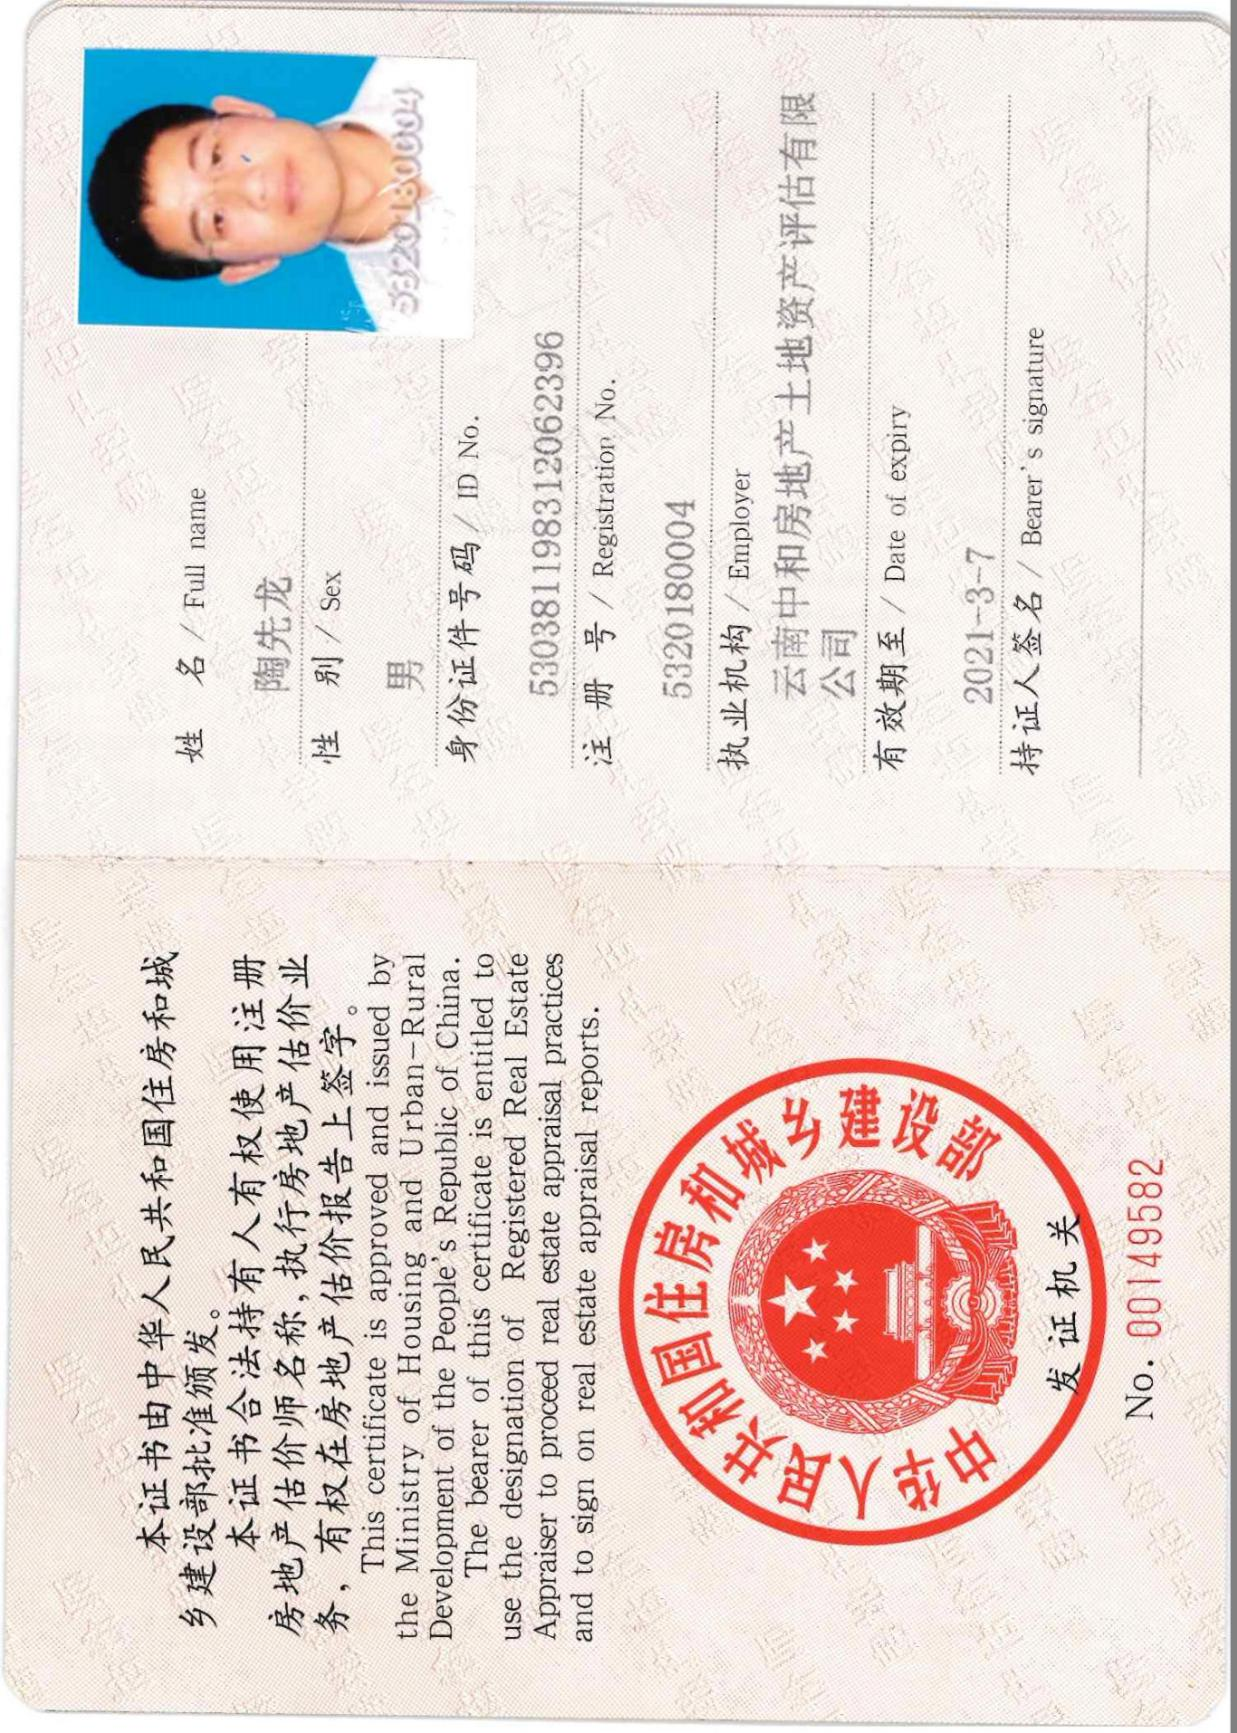 本证书由中华人民共和国住房和城
乡建设部批准颁发。
本证书合法持有人有权使用注册
房地产估价师名称,执行房地产估价业
务，有权在房地产估价报告上签字。
This certificate is approved and issued by
the Ministry of Housing and Urban-Rural
Development of the People's Republic of China.
The bearer of this certificate is entitled to
use the designation of Registered Real Estate
Appraiser to proceed real estate appraisal practices
and to sign on real estate appraisal reports.
中华人民共和国住房和城乡建设部
发证机关
No. 00149582
姓 名 / Full name
陶先龙
性 别 / Sex
男
身份证件号码 / ID No.
530381198312062396
注 册 号 / Registration No.
5320180004
执业机构 / Employer
云南中和房地产土地资产评估有限
公司
有效期至 / Date of expiry
2021-3-7
持证人签名 / Bearer's signature
5320180004